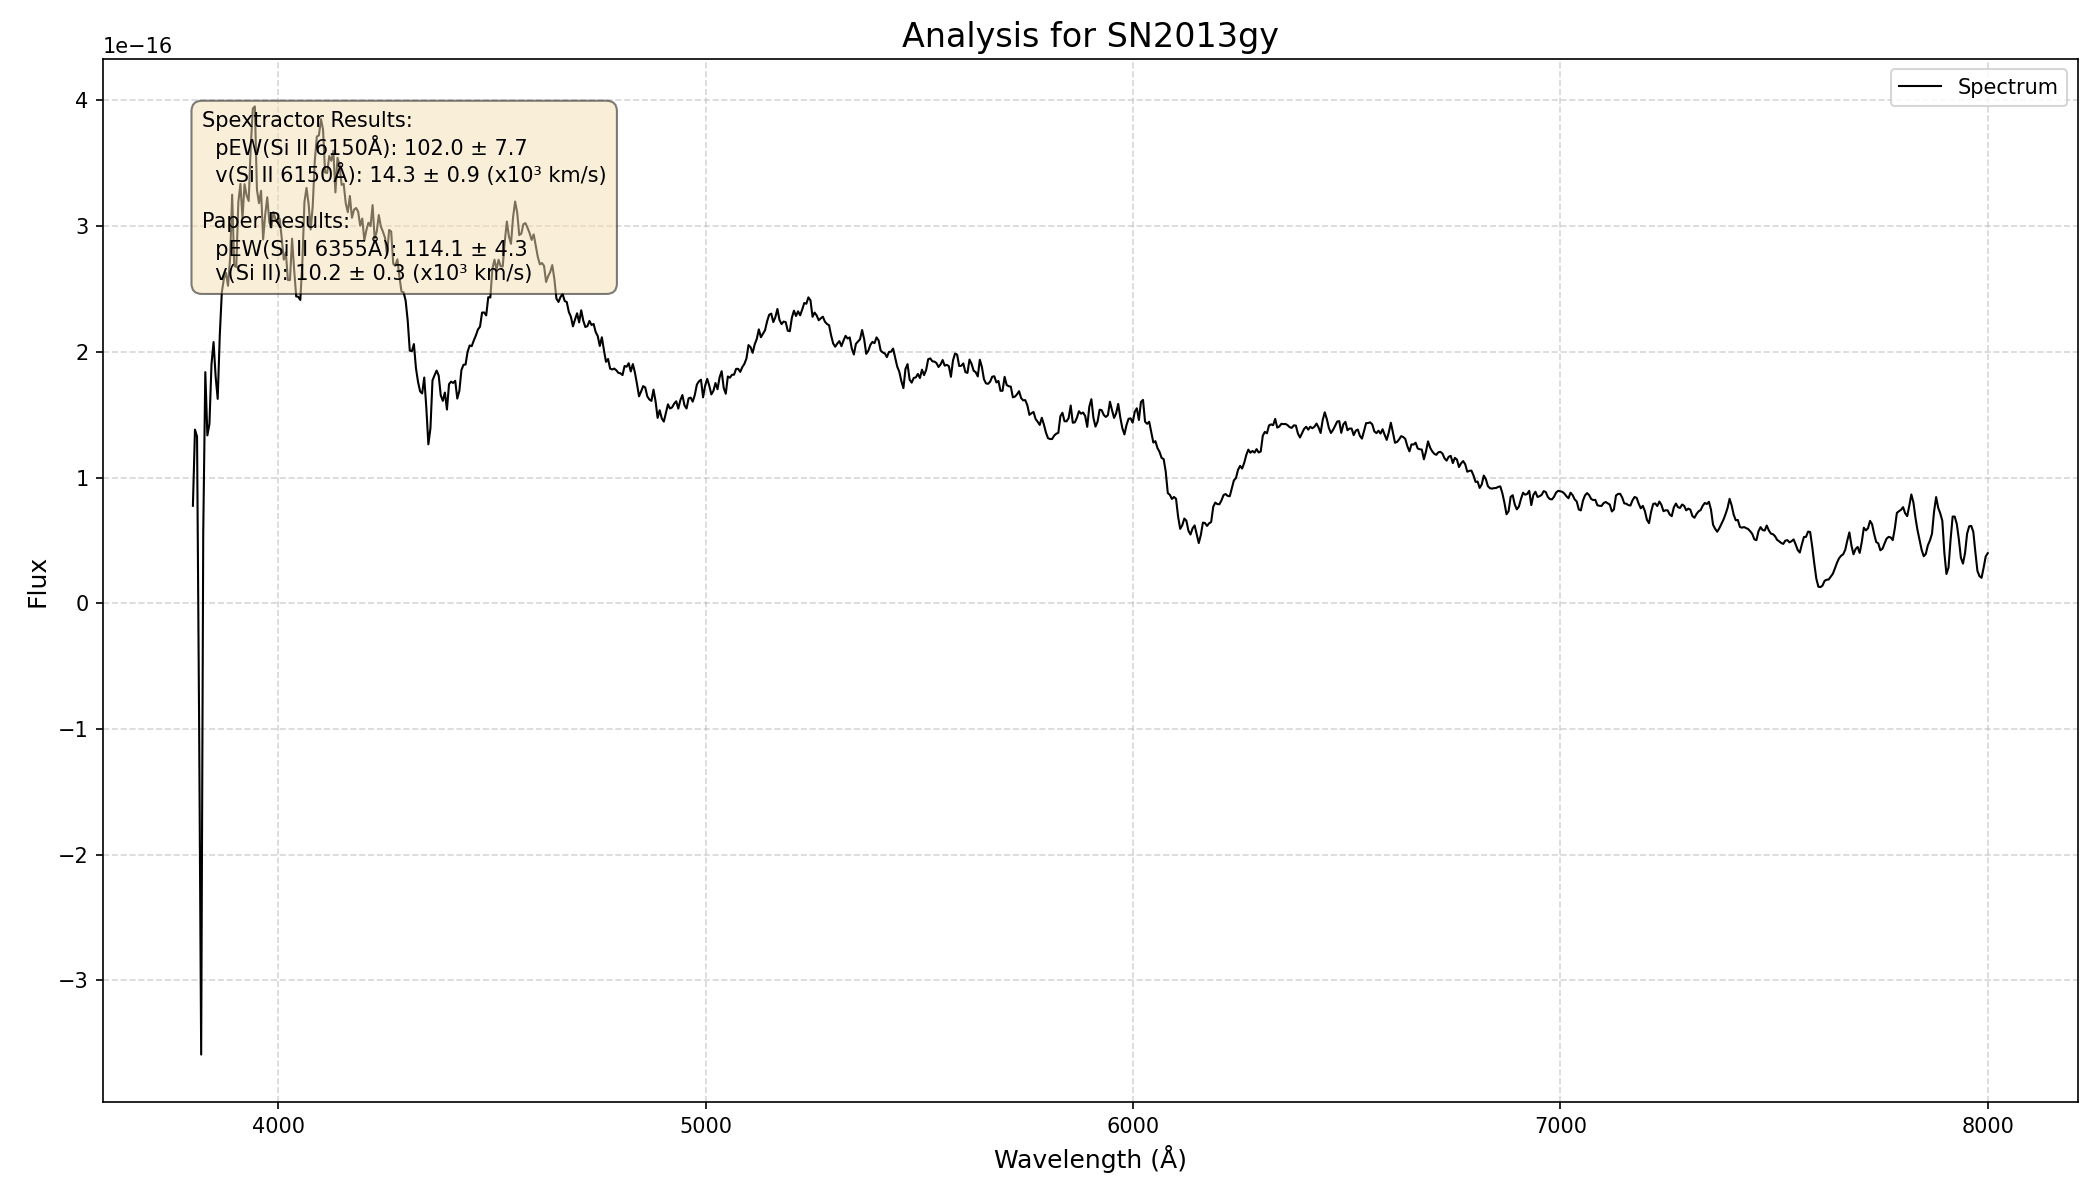 Analysis for SN2013gy
1e−16
Spectrum
Spextractor Results:
pEW(Si II 6150Å): 102.0 ± 7.7
v(Si II 6150Å): 14.3 ± 0.9 (x10³ km/s)
Paper Results:
pEW(Si II 6355Å): 114.1 ± 4.3
v(Si II): 10.2 ± 0.3 (x10³ km/s)
4
3
2
1
0
−1
−2
−3
Flux
4000 5000 6000 7000 8000
Wavelength (Å)